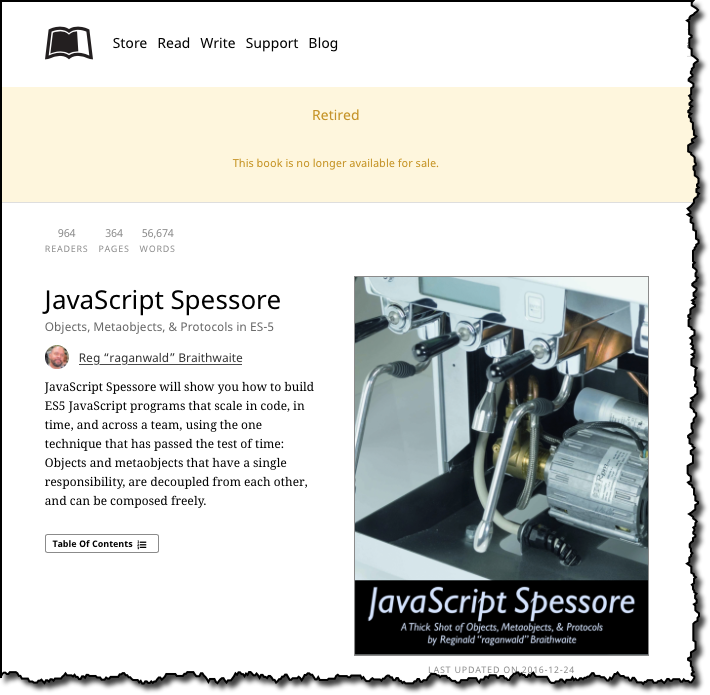 Store Read Write Support Blog
Retired
This book is no longer available for sale.
964 364 56,674
READERS PAGES WORDS
JavaScript Spessore
Objects, Metaobjects, & Protocols in ES-5
Reg “raganwald” Braithwaite
JavaScript Spessore will show you how to build
ES5 JavaScript programs that scale in code, in
time, and across a team, using the one
technique that has passed the test of time:
Objects and metaobjects that have a single
responsibility, are decoupled from each other,
and can be composed freely.
Table Of Contents
JavaScript Spessore
A Thick Shot of Objects, Metaobjects, & Protocols
by Reginald “raganwald” Braithwaite
LAST UPDATED ON 2016-12-24